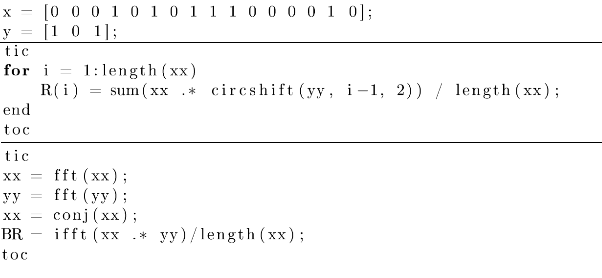 x = [0 0 0 1 0 1 0 1 1 1 0 0 0 0 1 0];
y = [1 0 1];
tic
for i = 1:length(xx)
R(i) = sum(xx .* circshift(yy, i-1, 2)) / length(xx);
end
toc
tic
xx = fft(xx);
yy = fft(yy);
xx = conj(xx);
BR = ifft(xx .* yy)/length(xx);
toc